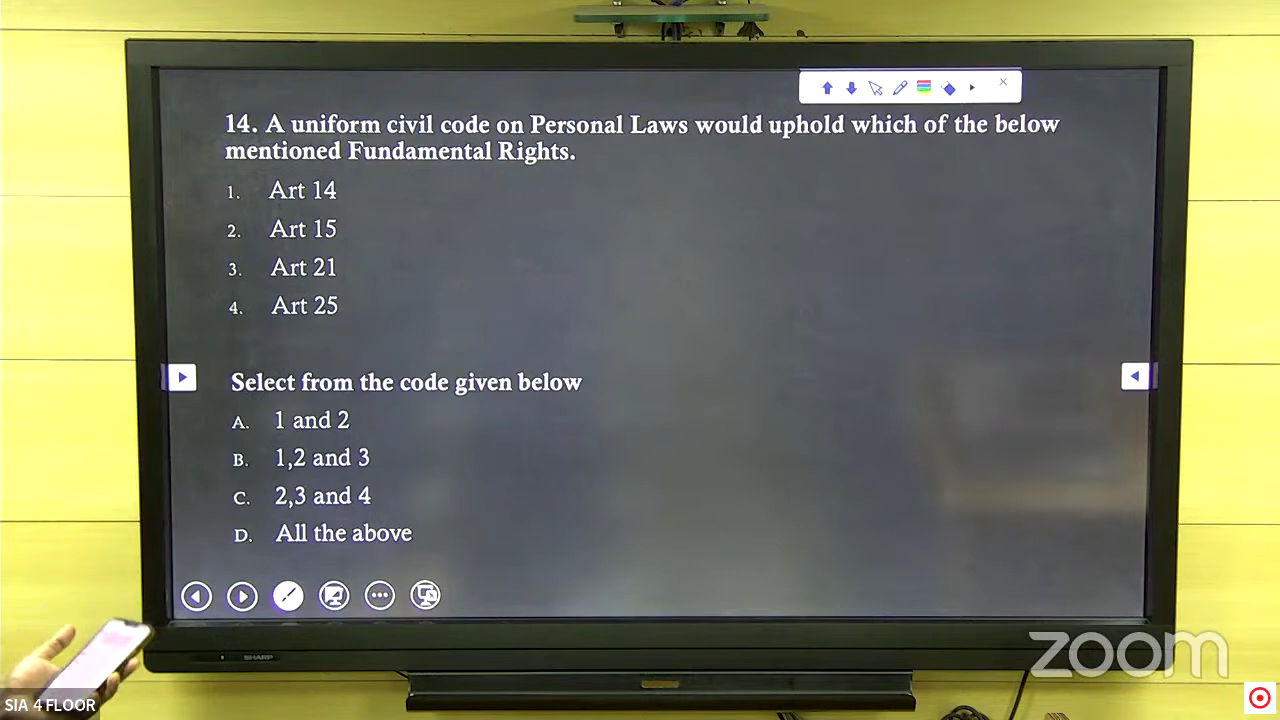 14. A uniform civil code on Personal Laws would uphold which of the below
mentioned Fundamental Rights.
1. Art 14
2. Art 15
3. Art 21
4. Art 25
Select from the code given below
A. 1 and 2
B. 1,2 and 3
C. 2,3 and 4
D. All the above
SHARP
zoom
SIA 4 FLOOR